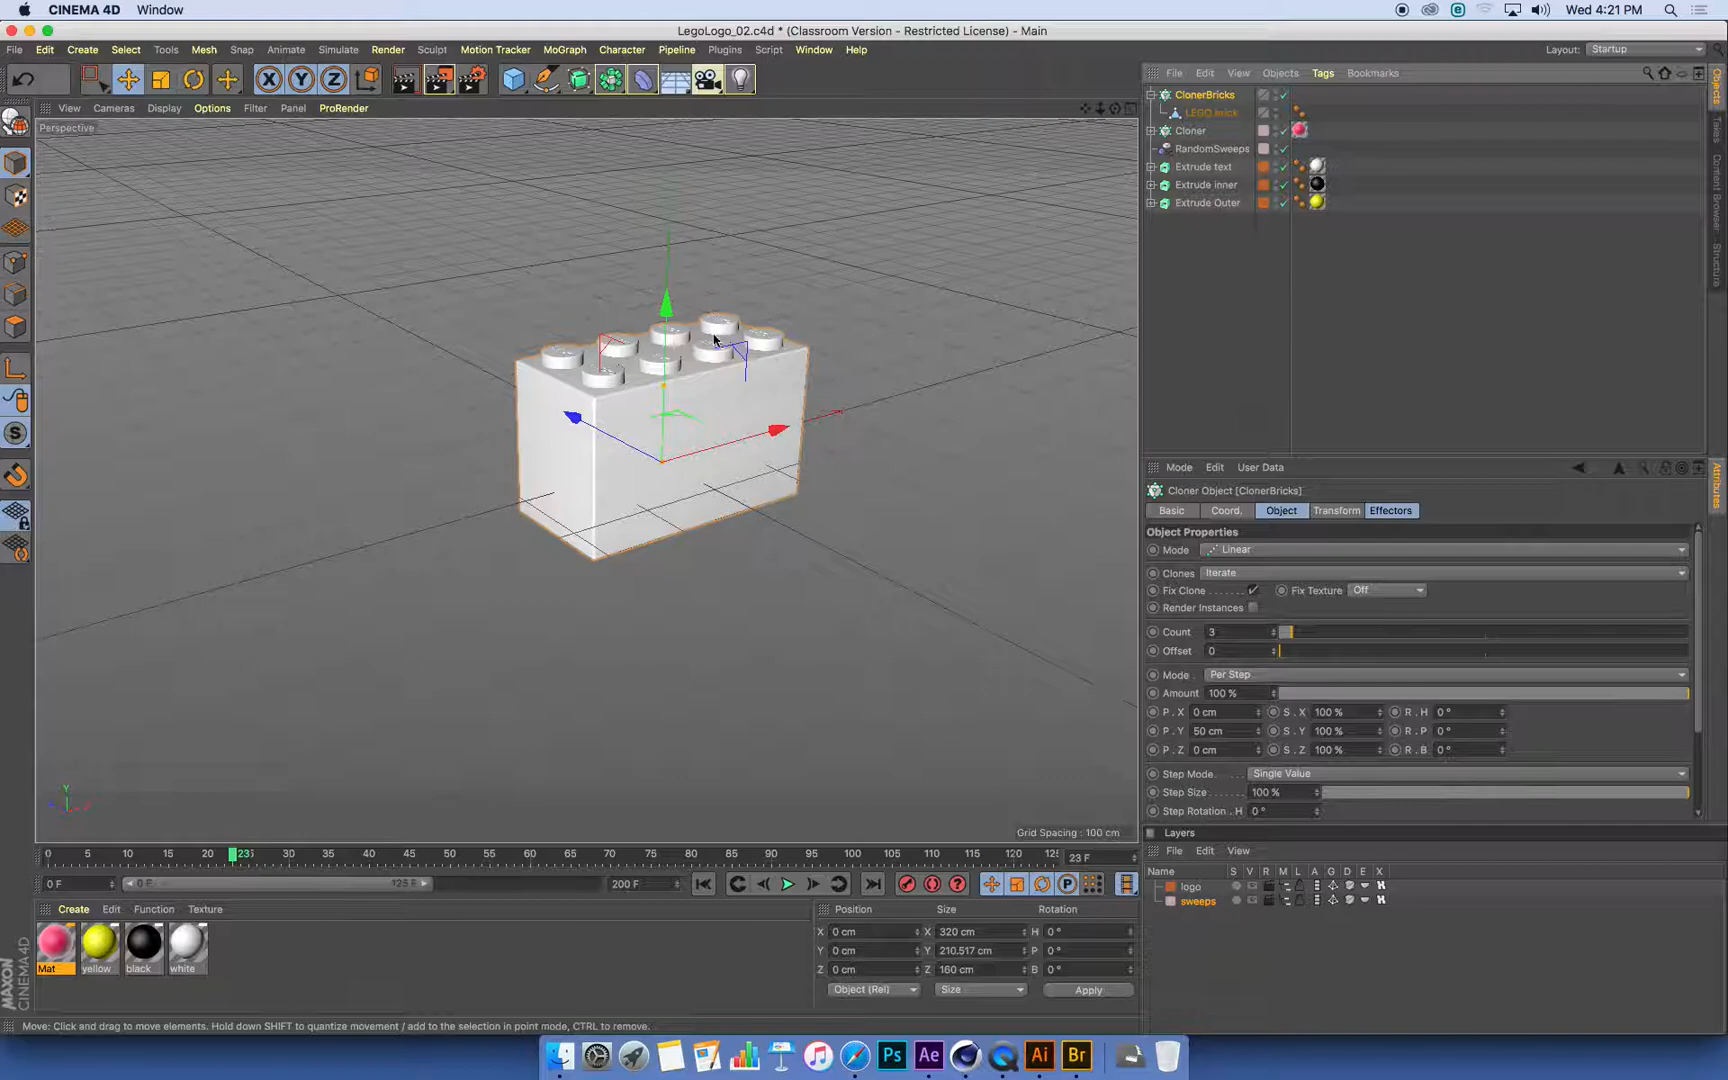 CINEMA 4D Window Wed 4:21 PM
LegoLogo_02.c4d * (Classroom Version - Restricted License) - Main
File Edit Create Select Tools Mesh Snap Animate Simulate Render Sculpt Motion Tracker MoGraph Character Pipeline Plugins Script Window Help Layout: Startup
X Y Z
File Edit View Objects Tags Bookmarks
View Cameras Display Options Filter Panel ProRender
Perspective
ClonerBricks
LEGO brick
Cloner
RandomSweeps
Extrude text
Extrude inner
Extrude Outer
Objects
Takes
Content Browser
Structure
Mode Edit User Data
Attributes
Cloner Object [ClonerBricks]
Basic Coord. Object Transform Effectors
Object Properties
Mode Linear
Clones Iterate
Fix Clone Fix Texture Off
Render Instances
Count 3
Offset 0
Mode Per Step
Amount 100 %
P . X 0 cm S . X 100 % R . H 0 °
P . Y 50 cm S . Y 100 % R . P 0 °
P . Z 0 cm S . Z 100 % R . B 0 °
Step Mode Single Value
Step Size 100 %
Step Rotation . H 0 °
Y
Grid Spacing : 100 cm
Layers
File Edit View
Name S V R M L A G D E X
logo
sweeps
0 5 10 15 20 23 30 35 40 45 50 55 60 65 70 75 80 85 90 95 100 105 110 115 120 23 F
0 F 0 F 125 F 200 F
Create Edit Function Texture
Mat yellow black white
Position Size Rotation
X 0 cm X 320 cm H 0 °
Y 0 cm Y 210.517 cm P 0 °
Z 0 cm Z 160 cm B 0 °
Object (Rel) Size Apply
MAXON
CINEMA 4D
Move: Click and drag to move elements. Hold down SHIFT to quantize movement / add to the selection in point mode, CTRL to remove.
Ps Ae Ai Br